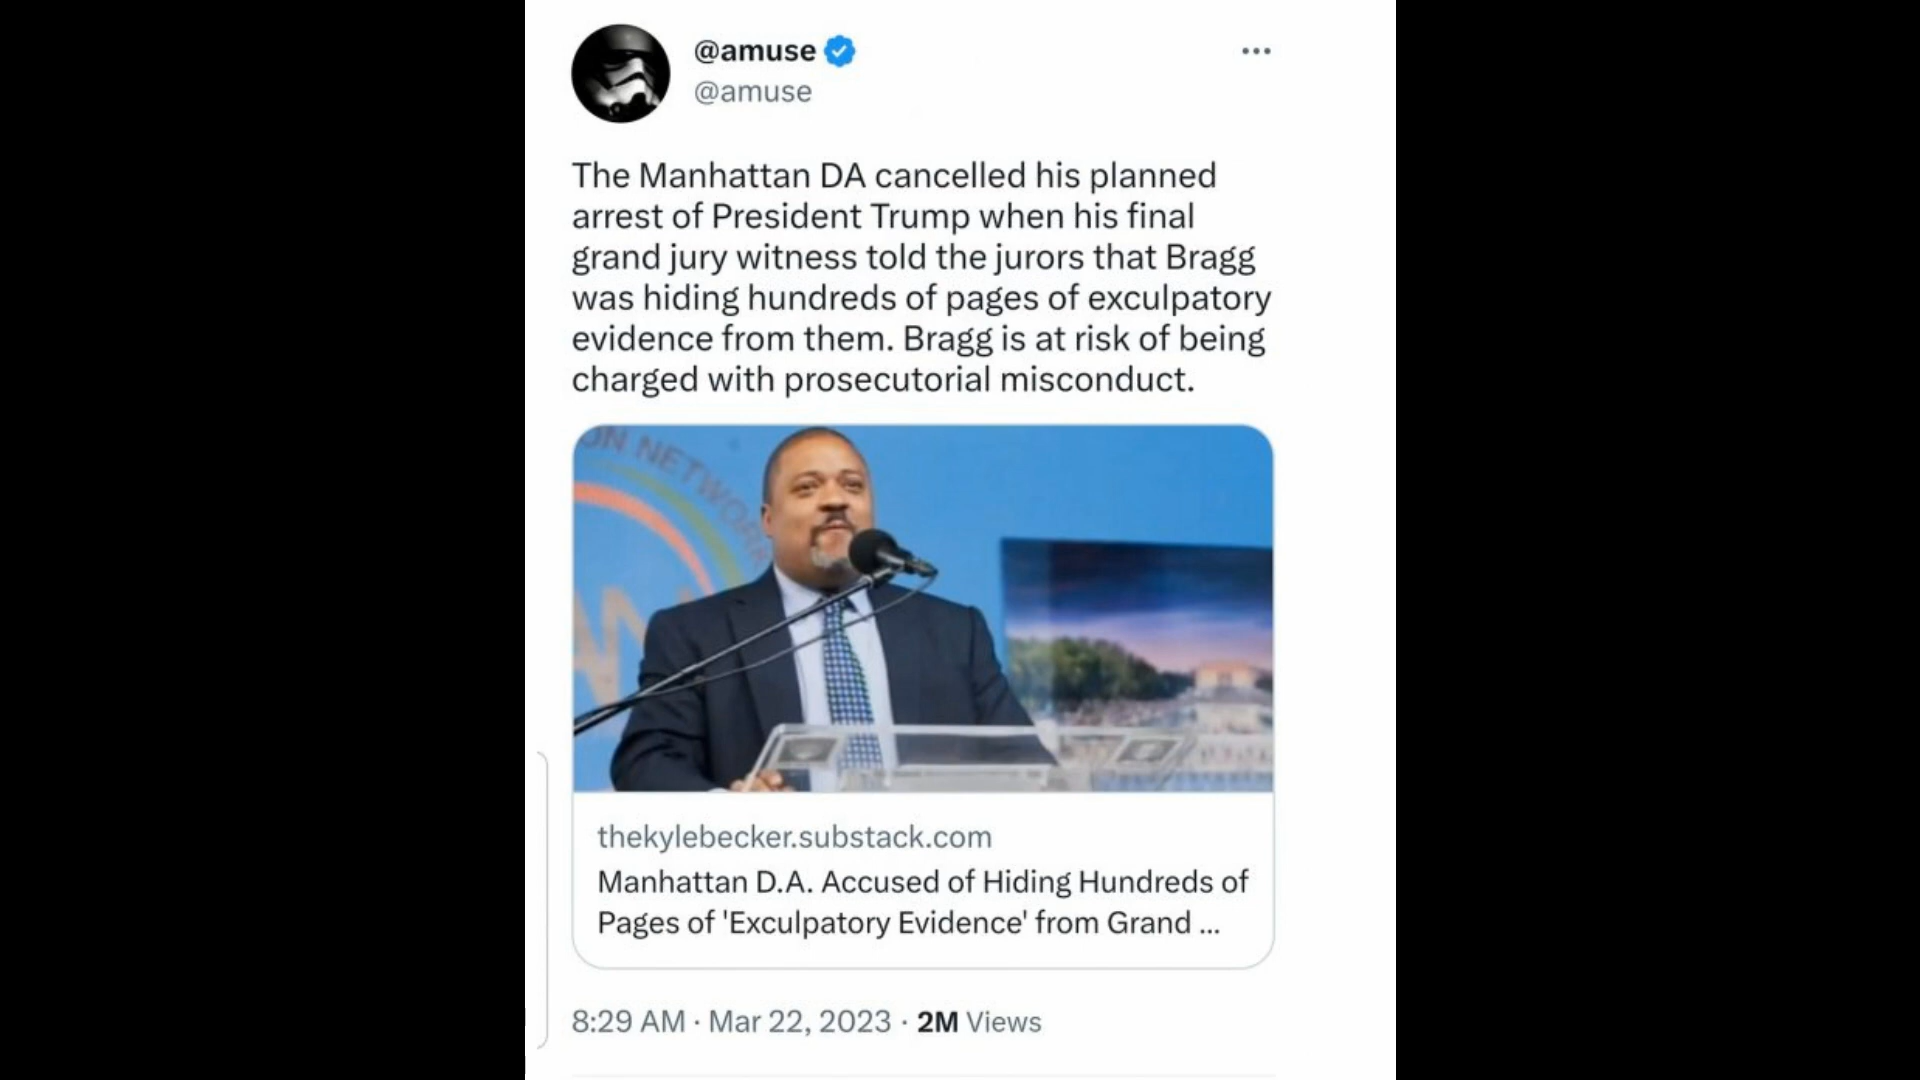 @amuse
@amuse
The Manhattan DA cancelled his planned
arrest of President Trump when his final
grand jury witness told the jurors that Bragg
was hiding hundreds of pages of exculpatory
evidence from them. Bragg is at risk of being
charged with prosecutorial misconduct.
ON NETWORK
AN
thekylebecker.substack.com
Manhattan D.A. Accused of Hiding Hundreds of
Pages of 'Exculpatory Evidence' from Grand ...
8:29 AM · Mar 22, 2023 · 2M Views